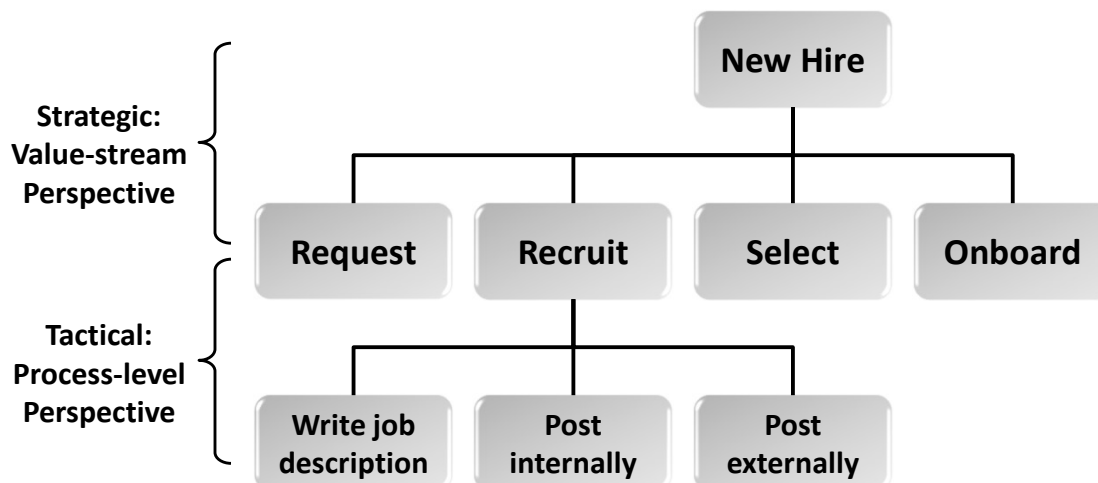 New Hire
Strategic:
Value-stream
Perspective
Request
Recruit
Select
Onboard
Tactical:
Process-level
Perspective
Write job
description
Post
internally
Post
externally